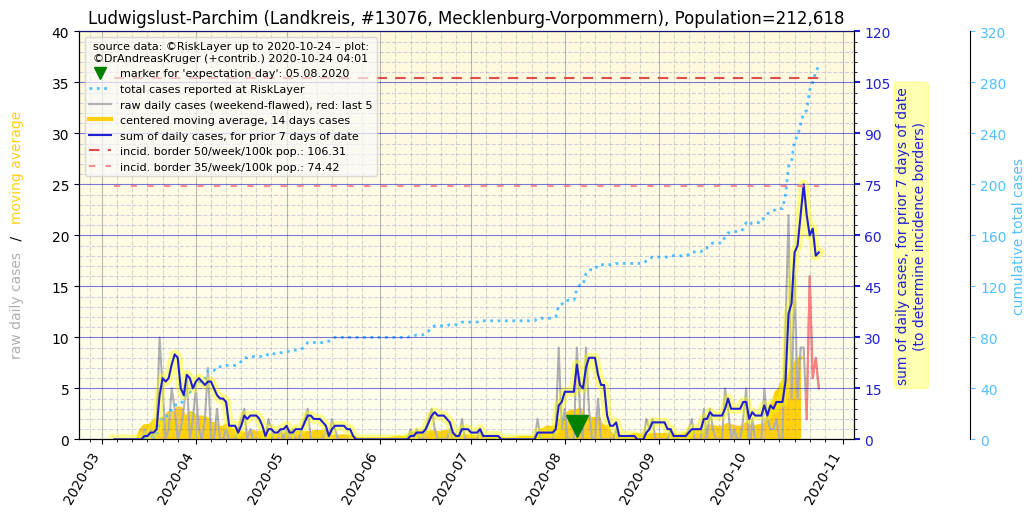 Ludwigslust-Parchim (Landkreis, #13076, Mecklenburg-Vorpommern), Population=212,618
source data: ©RiskLayer up to 2020-10-24 – plot:
©DrAndreasKruger (+contrib.) 2020-10-24 04:01
marker for 'expectation day': 05.08.2020
total cases reported at RiskLayer
raw daily cases (weekend-flawed), red: last 5
centered moving average, 14 days cases
sum of daily cases, for prior 7 days of date
incid. border 50/week/100k pop.: 106.31
incid. border 35/week/100k pop.: 74.42
raw daily cases / moving average
40
35
30
25
20
15
10
5
0
2020-03
2020-04
2020-05
2020-06
2020-07
2020-08
2020-09
2020-10
2020-11
120
105
90
75
60
45
30
15
0
sum of daily cases, for prior 7 days of date
(to determine incidence borders)
320
280
240
200
160
120
80
40
0
cumulative total cases